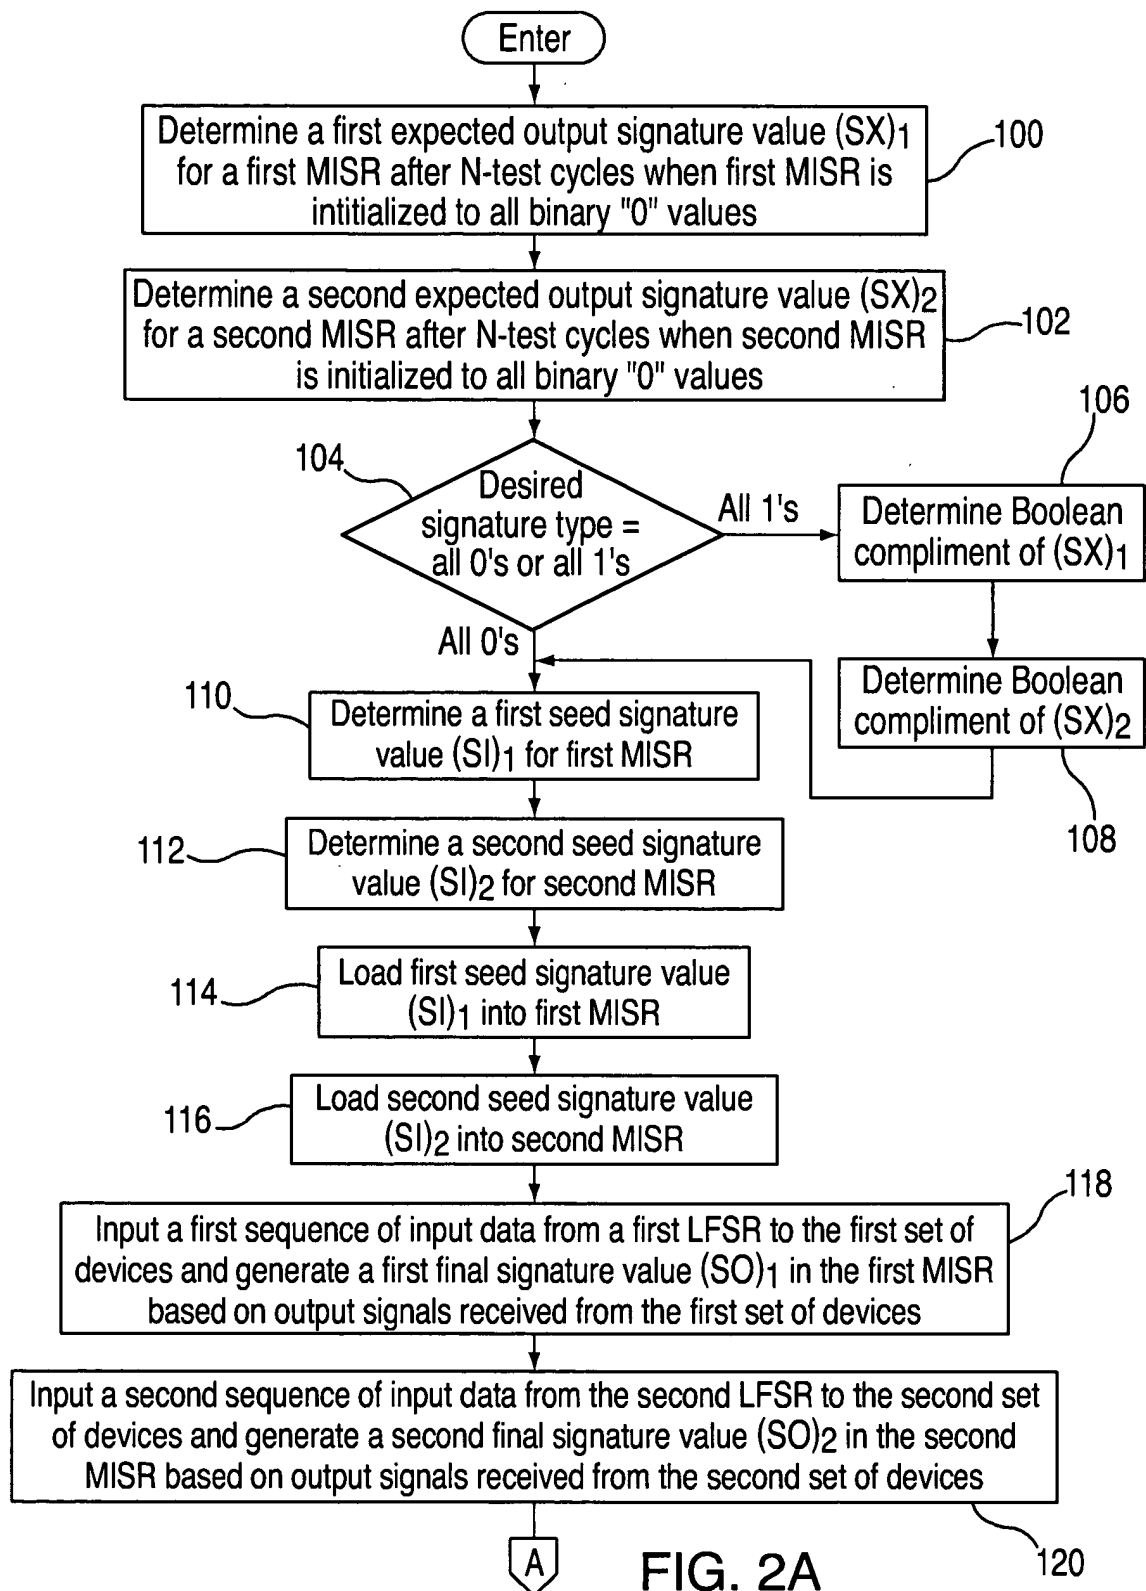 Enter
Determine a first expected output signature value (SX)1
for a first MISR after N-test cycles when first MISR is
intitialized to all binary "0" values
100
Determine a second expected output signature value (SX)2
for a second MISR after N-test cycles when second MISR
is initialized to all binary "0" values
102
104
Desired
signature type =
all 0's or all 1's
All 1's
106
Determine Boolean
compliment of (SX)1
All 0's
Determine Boolean
compliment of (SX)2
108
110
Determine a first seed signature
value (SI)1 for first MISR
112
Determine a second seed signature
value (SI)2 for second MISR
114
Load first seed signature value
(SI)1 into first MISR
116
Load second seed signature value
(SI)2 into second MISR
118
Input a first sequence of input data from a first LFSR to the first set of
devices and generate a first final signature value (SO)1 in the first MISR
based on output signals received from the first set of devices
Input a second sequence of input data from the second LFSR to the second set
of devices and generate a second final signature value (SO)2 in the second
MISR based on output signals received from the second set of devices
120
A
FIG. 2A